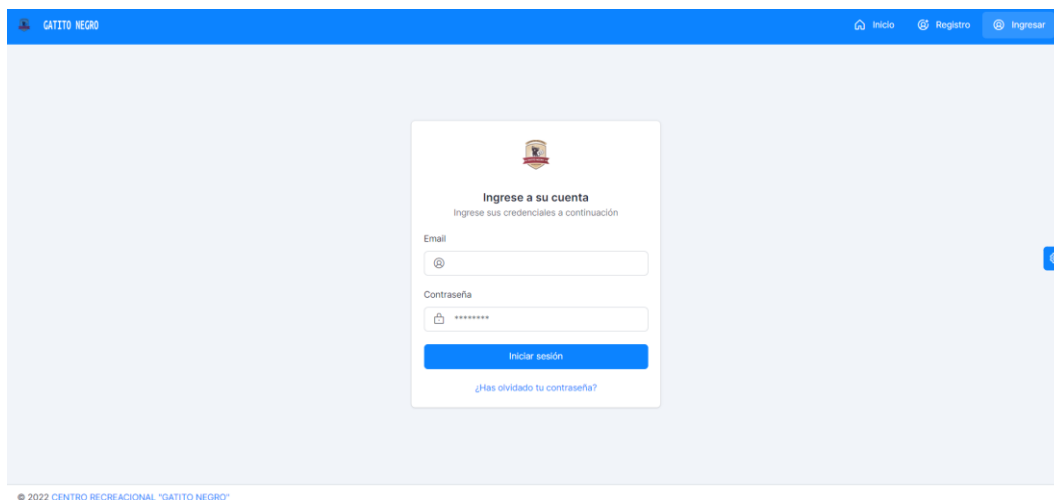 GATITO NEGRO
Inicio
Registro
Ingresar
Ingrese a su cuenta
Ingrese sus credenciales a continuación
Email
Contraseña
********
Iniciar sesión
¿Has olvidado tu contraseña?
© 2022 CENTRO RECREACIONAL "GATITO NEGRO"